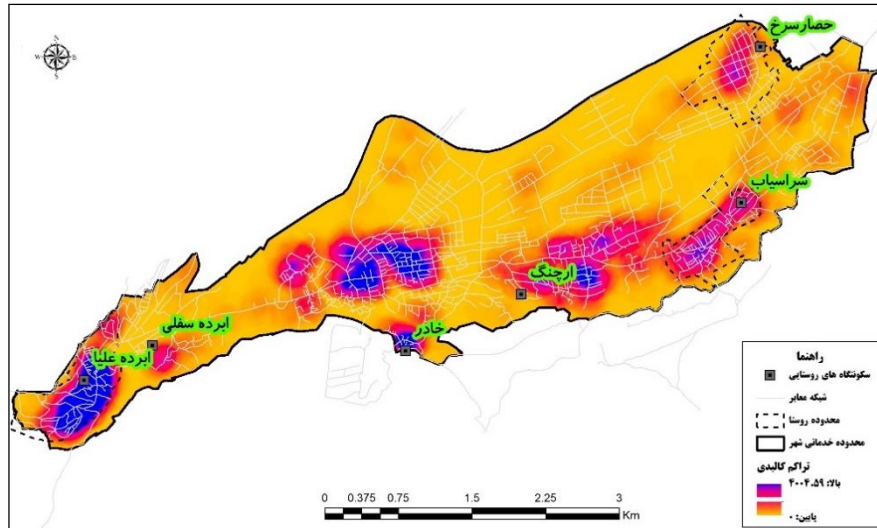 N
W
E
S
حصارسرخ
سراسیاب
ارچنگ
خادر
ابرده سفلی
ابرده علیا
راهنما
سکونتگاه های روستایی
شبکه معابر
محدوده روستا
محدوده خدماتی شهر
تراکم کالبدی
بالا: ۴۰۰۴.۵۹
پایین: ۰
0 0.375 0.75 1.5 2.25 3
Km